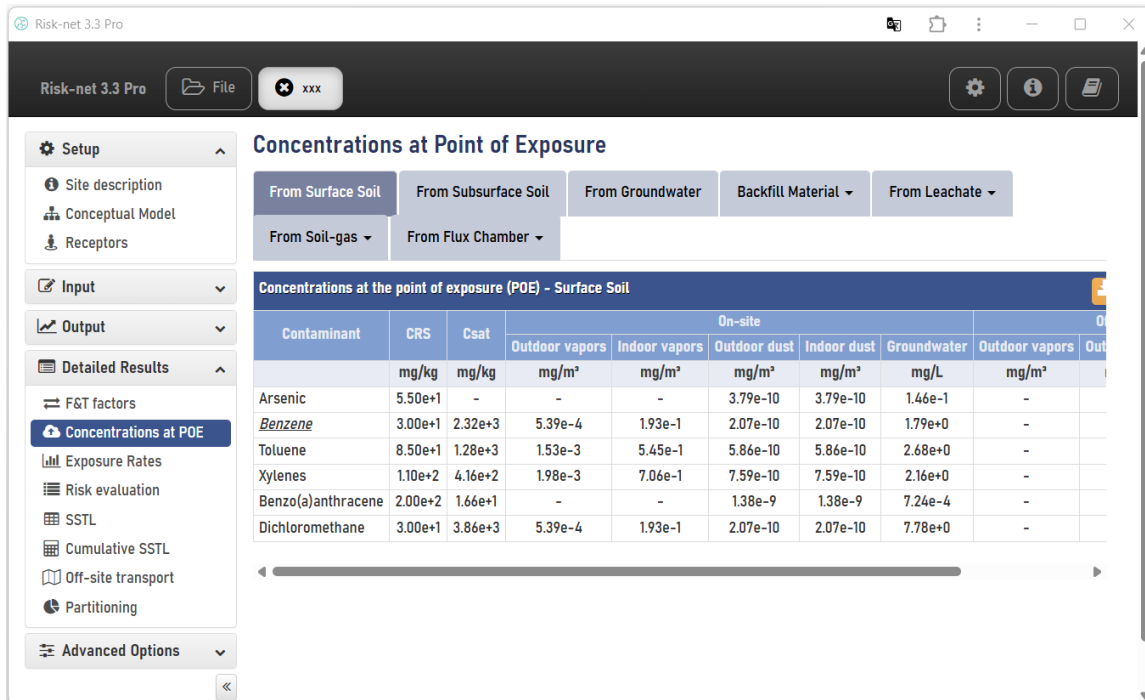 Risk-net 3.3 Pro
Risk-net 3.3 Pro File xxx
Setup
Site description
Conceptual Model
Receptors
Input
Output
Detailed Results
F&T factors
Concentrations at POE
Exposure Rates
Risk evaluation
SSTL
Cumulative SSTL
Off-site transport
Partitioning
Advanced Options
«
Concentrations at Point of Exposure
From Surface Soil From Subsurface Soil From Groundwater Backfill Material From Leachate
From Soil-gas From Flux Chamber
Concentrations at the point of exposure (POE) - Surface Soil
Contaminant CRS Csat On-site
Outdoor vapors Indoor vapors Outdoor dust Indoor dust Groundwater Outdoor vapors
mg/kg mg/kg mg/m³ mg/m³ mg/m³ mg/m³ mg/L mg/m³
Arsenic 5.50e+1 - - - 3.79e-10 3.79e-10 1.46e-1 -
Benzene 3.00e+1 2.32e+3 5.39e-4 1.93e-1 2.07e-10 2.07e-10 1.79e+0 -
Toluene 8.50e+1 1.28e+3 1.53e-3 5.45e-1 5.86e-10 5.86e-10 2.68e+0 -
Xylenes 1.10e+2 4.16e+2 1.98e-3 7.06e-1 7.59e-10 7.59e-10 2.16e+0 -
Benzo(a)anthracene 2.00e+2 1.66e+1 - - 1.38e-9 1.38e-9 7.24e-4 -
Dichloromethane 3.00e+1 3.86e+3 5.39e-4 1.93e-1 2.07e-10 2.07e-10 7.78e+0 -